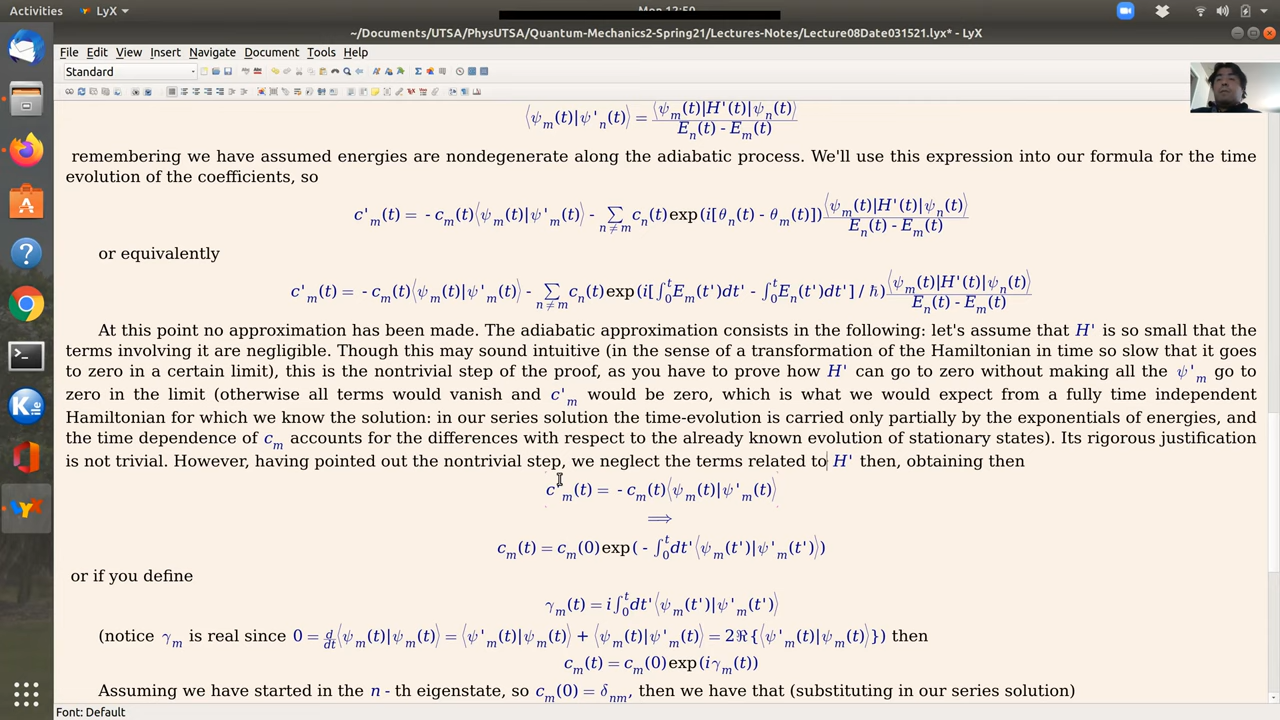 Activities LyX
~/Documents/UTSA/PhysUTSA/Quantum-Mechanics2-Spring21/Lectures-Notes/Lecture08Date031521.lyx* - LyX
File Edit View Insert Navigate Document Tools Help
Standard
⟨ψ_m(t)|ψ'_n(t)⟩ = ⟨ψ_m(t)|H'(t)|ψ_n(t)⟩ / E_n(t) - E_m(t)
remembering we have assumed energies are nondegenerate along the adiabatic process. We'll use this expression into our formula for the time
evolution of the coefficients, so
c'_m(t) = - c_m(t)⟨ψ_m(t)|ψ'_m(t)⟩ - ∑_{n≠m} c_n(t)exp(i[θ_n(t) - θ_m(t)]) ⟨ψ_m(t)|H'(t)|ψ_n(t)⟩ / E_n(t) - E_m(t)
or equivalently
c'_m(t) = - c_m(t)⟨ψ_m(t)|ψ'_m(t)⟩ - ∑_{n≠m} c_n(t)exp(i[∫_0^t E_m(t')dt' - ∫_0^t E_n(t')dt'] / ħ) ⟨ψ_m(t)|H'(t)|ψ_n(t)⟩ / E_n(t) - E_m(t)
At this point no approximation has been made. The adiabatic approximation consists in the following: let's assume that H' is so small that the
terms involving it are negligible. Though this may sound intuitive (in the sense of a transformation of the Hamiltonian in time so slow that it goes
to zero in a certain limit), this is the nontrivial step of the proof, as you have to prove how H' can go to zero without making all the ψ'_m go to
zero in the limit (otherwise all terms would vanish and c'_m would be zero, which is what we would expect from a fully time independent
Hamiltonian for which we know the solution: in our series solution the time-evolution is carried only partially by the exponentials of energies, and
the time dependence of c_m accounts for the differences with respect to the already known evolution of stationary states). Its rigorous justification
is not trivial. However, having pointed out the nontrivial step, we neglect the terms related to H' then, obtaining then
c'_m(t) = - c_m(t)⟨ψ_m(t)|ψ'_m(t)⟩
⟹
c_m(t) = c_m(0)exp( - ∫_0^t dt'⟨ψ_m(t')|ψ'_m(t')⟩)
or if you define
γ_m(t) = i∫_0^t dt'⟨ψ_m(t')|ψ'_m(t')⟩
(notice γ_m is real since 0 = d/dt⟨ψ_m(t)|ψ_m(t)⟩ = ⟨ψ'_m(t)|ψ_m(t)⟩ + ⟨ψ_m(t)|ψ'_m(t)⟩ = 2ℜ{⟨ψ'_m(t)|ψ_m(t)⟩}) then
c_m(t) = c_m(0)exp(iγ_m(t))
Assuming we have started in the n - th eigenstate, so c_m(0) = δ_nm, then we have that (substituting in our series solution)
Font: Default